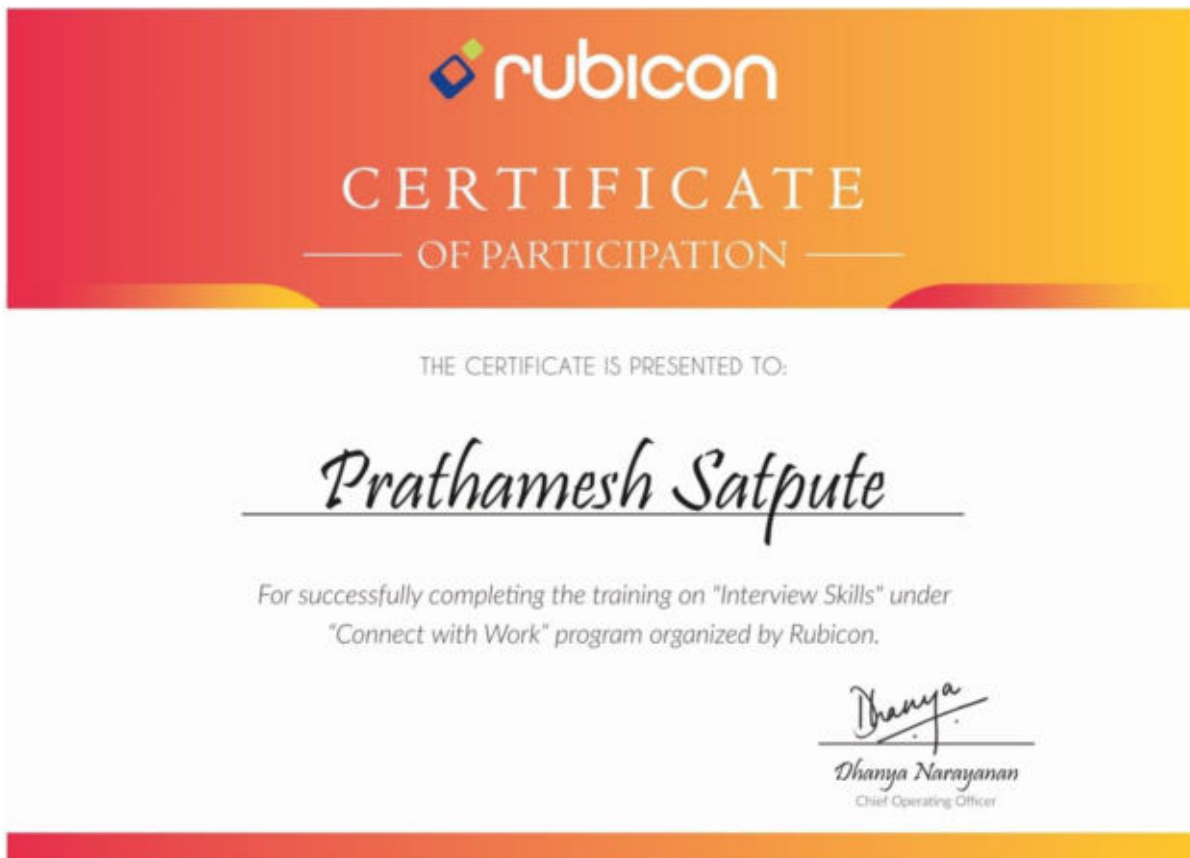 rubicon
CERTIFICATE
OF PARTICIPATION
THE CERTIFICATE IS PRESENTED TO:
Prathamesh Satpute
For successfully completing the training on "Interview Skills" under
"Connect with Work" program organized by Rubicon.
Dhanya
Dhanya Narayanan
Chief Operating Officer